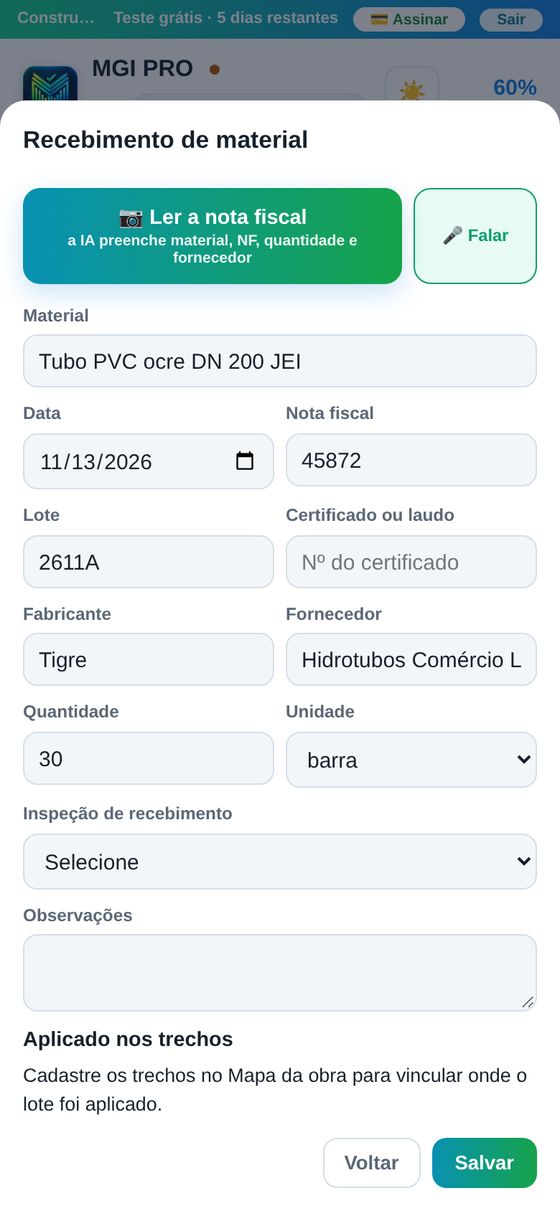 Constru… Teste grátis · 5 dias restantes 💳 Assinar Sair
MGI PRO
60%
Recebimento de material
📷 Ler a nota fiscal
a IA preenche material, NF, quantidade e
fornecedor
🎤 Falar
Material
Tubo PVC ocre DN 200 JEI
Data Nota fiscal
11/13/2026 45872
Lote Certificado ou laudo
2611A Nº do certificado
Fabricante Fornecedor
Tigre Hidrotubos Comércio L
Quantidade Unidade
30 barra
Inspeção de recebimento
Selecione
Observações
Aplicado nos trechos
Cadastre os trechos no Mapa da obra para vincular onde o
lote foi aplicado.
Voltar Salvar